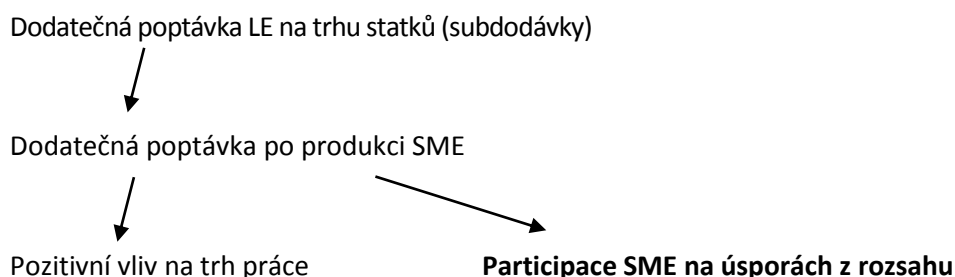 Dodatečná poptávka LE na trhu statků (subdodávky)
Dodatečná poptávka po produkci SME
Pozitivní vliv na trh práce Participace SME na úsporách z rozsahu